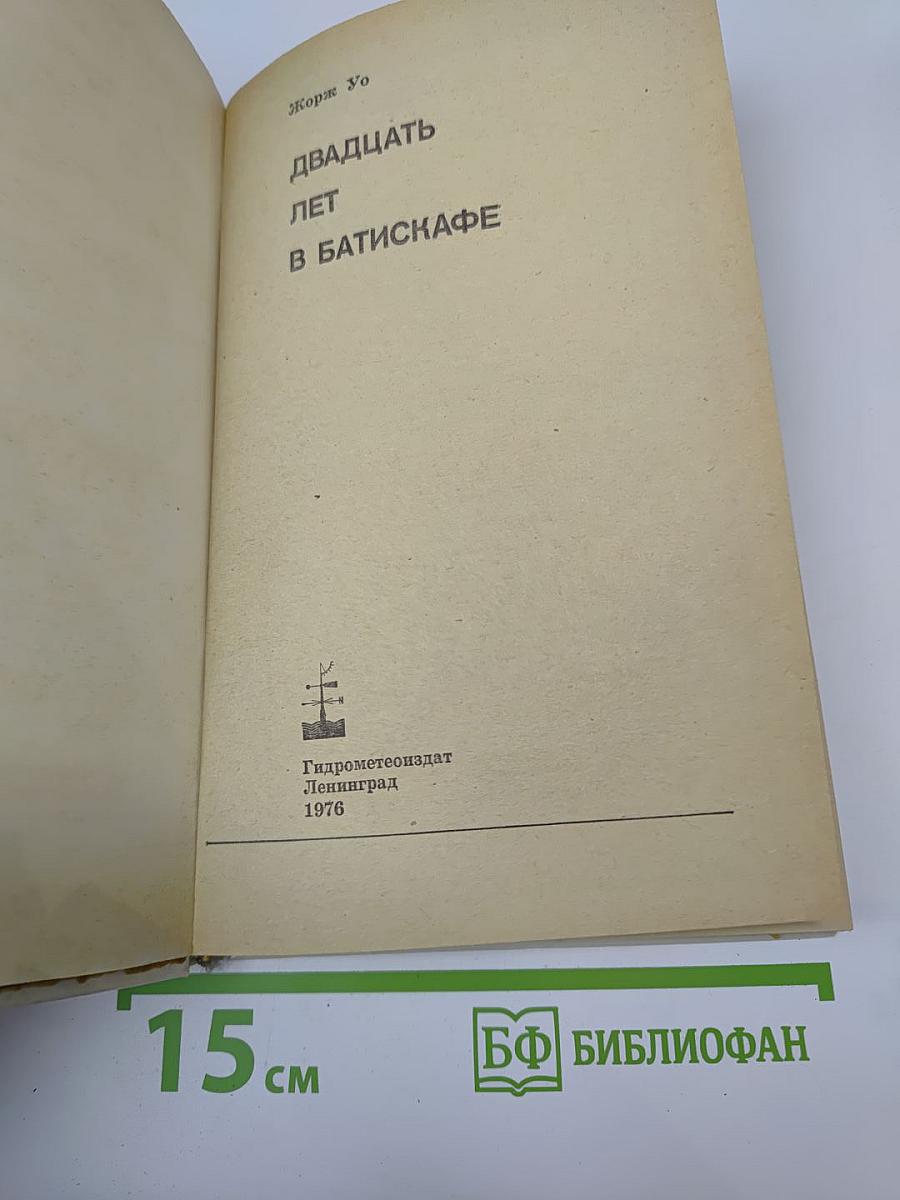 Жорж Уо
ДВАДЦАТЬ
ЛЕТ
В БАТИСКАФЕ
N
Гидрометеоиздат
Ленинград
1976
15 см
БФ БИБЛИОФАН